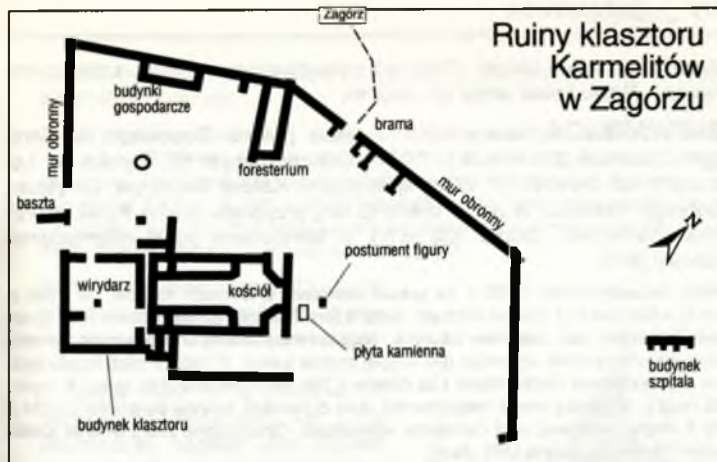 Zagórz
Ruiny klasztoru
Karmelitów
w Zagórzu
budynki
gospodarcze
brama
mur obronny
foresterium
mur obronny
baszta
postument figury
wirydarz
kościół
płyta kamienna
budynek
szpitala
budynek klasztoru
N